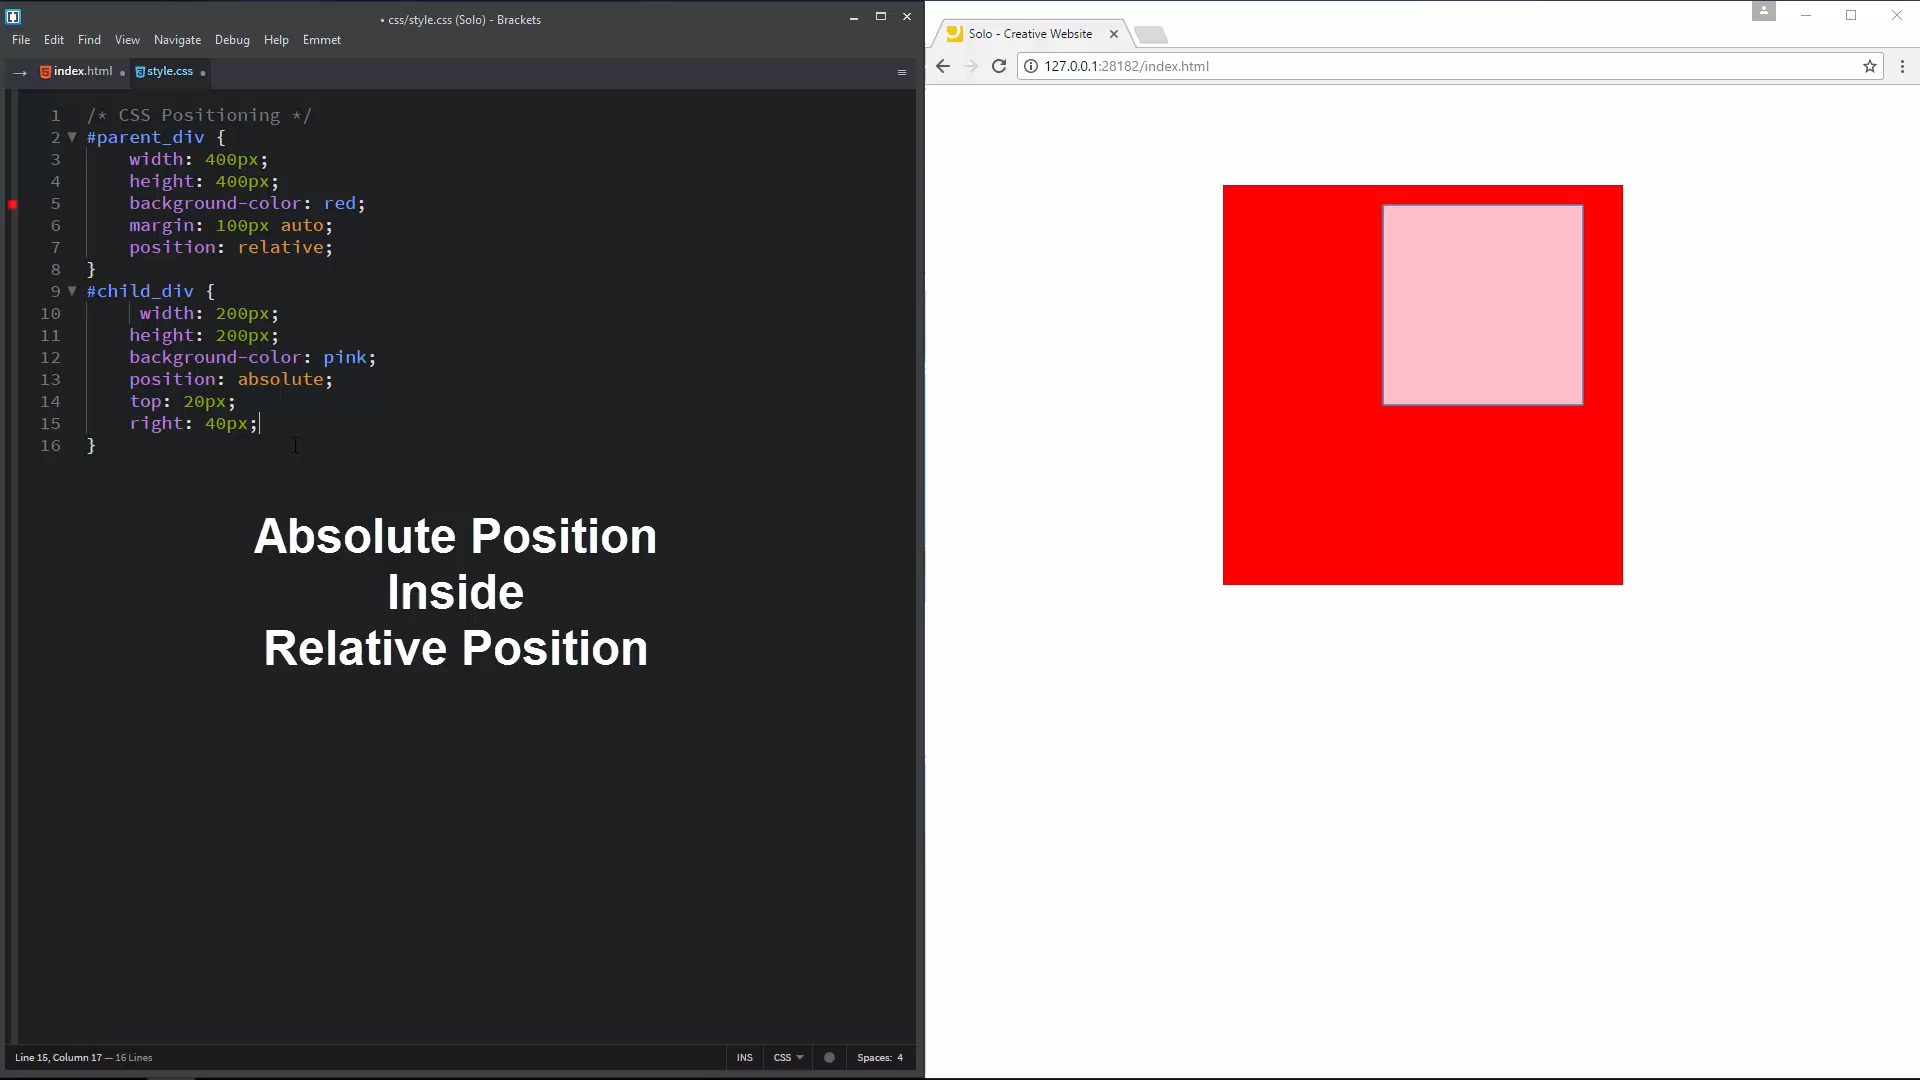 • css/style.css (Solo) - Brackets
File Edit Find View Navigate Debug Help Emmet
index.html • style.css •
1 /* CSS Positioning */
2 #parent_div {
3 width: 400px;
4 height: 400px;
5 background-color: red;
6 margin: 100px auto;
7 position: relative;
8 }
9 #child_div {
10 width: 200px;
11 height: 200px;
12 background-color: pink;
13 position: absolute;
14 top: 20px;
15 right: 40px;
16 }
Absolute Position
Inside
Relative Position
Line 15, Column 17 — 16 Lines
INS CSS Spaces: 4
Solo - Creative Website
127.0.0.1:28182/index.html